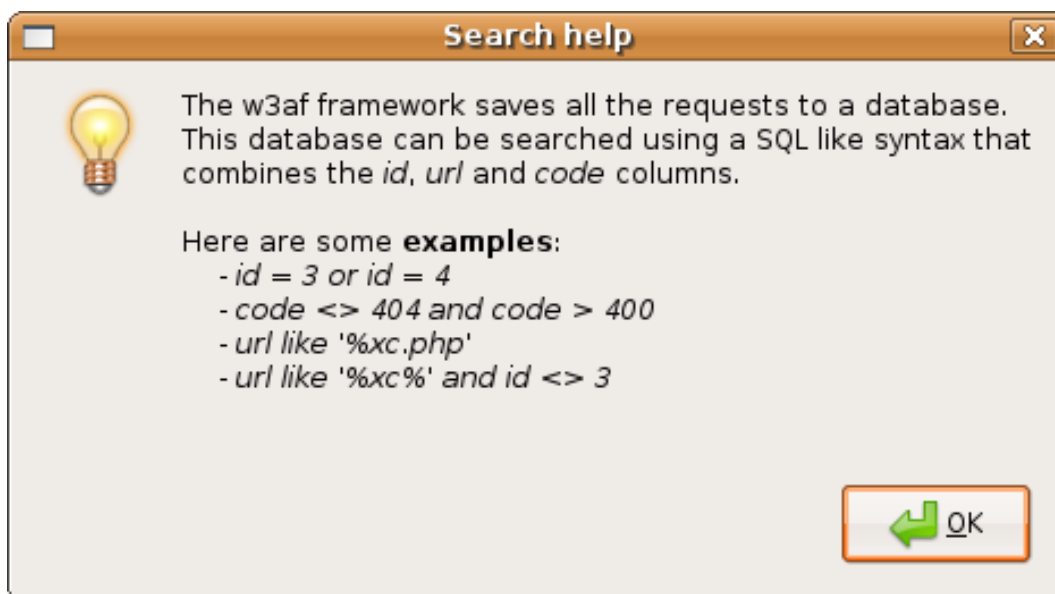 Search help
The w3af framework saves all the requests to a database.
This database can be searched using a SQL like syntax that
combines the id, url and code columns.
Here are some examples:
- id = 3 or id = 4
- code <> 404 and code > 400
- url like '%xc.php'
- url like '%xc%' and id <> 3
OK